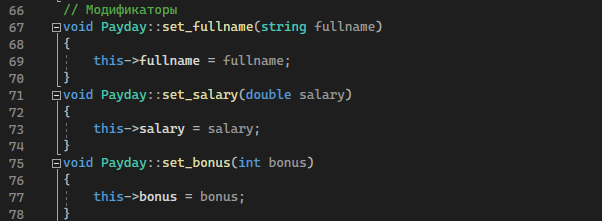 66 // Модификаторы
67 void Payday::set_fullname(string fullname)
68 {
69 this->fullname = fullname;
70 }
71 void Payday::set_salary(double salary)
72 {
73 this->salary = salary;
74 }
75 void Payday::set_bonus(int bonus)
76 {
77 this->bonus = bonus;
78 }